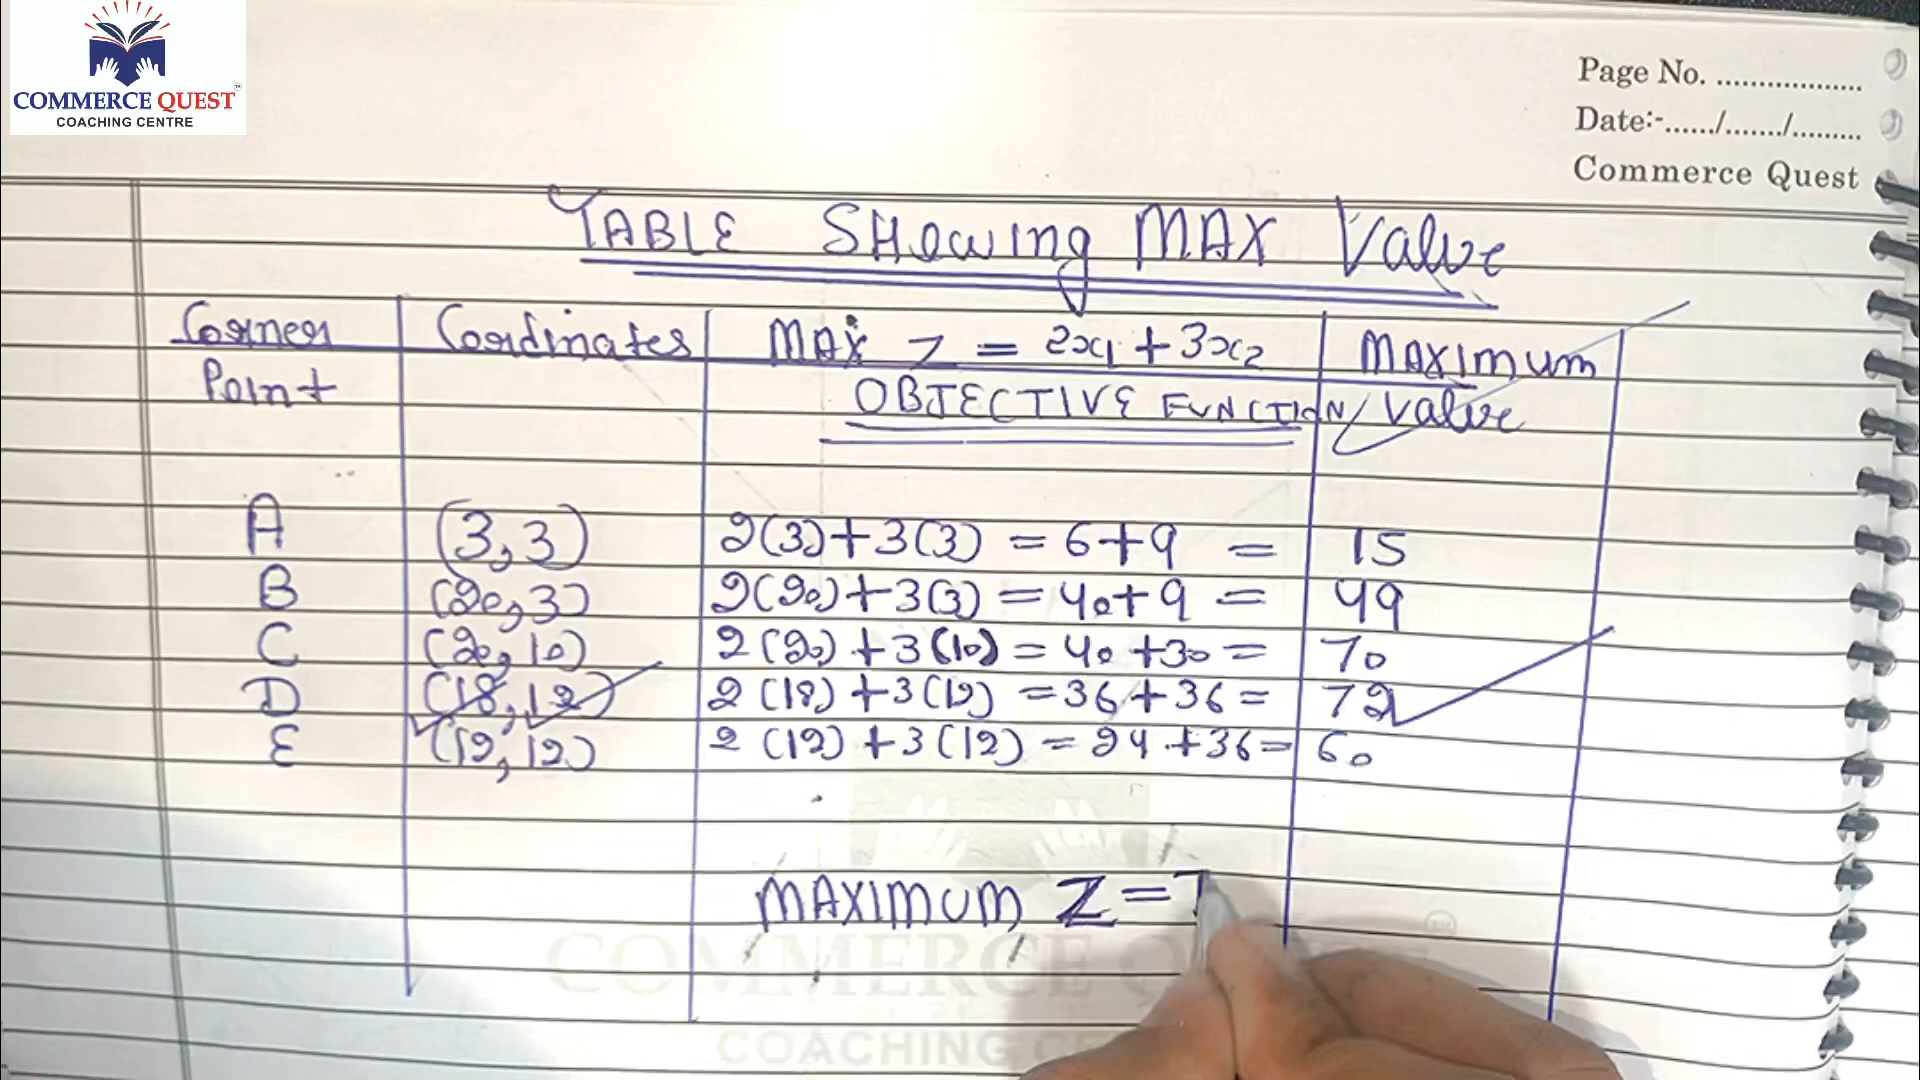 COMMERCE QUEST
COACHING CENTRE
Page No. .................
Date:-....../......./.........
Commerce Quest
TABLE SHowing MAX Value
Corner Point
Cordinates
MAX Z = 2x1 + 3x2
OBJECTIVE FUNCTION
MAXIMUM Value
A (3,3) 2(3)+3(3) = 6+9 = 15
B (20,3) 2(20)+3(3) = 40+9 = 49
C (20,10) 2(20)+3(10) = 40+30 = 70
D (18,12) 2(18)+3(12) = 36+36 = 72
E (12,12) 2(12)+3(12) = 24+36 = 60
MAXIMUM Z = 7
COMMERCE Q
COACHING CE